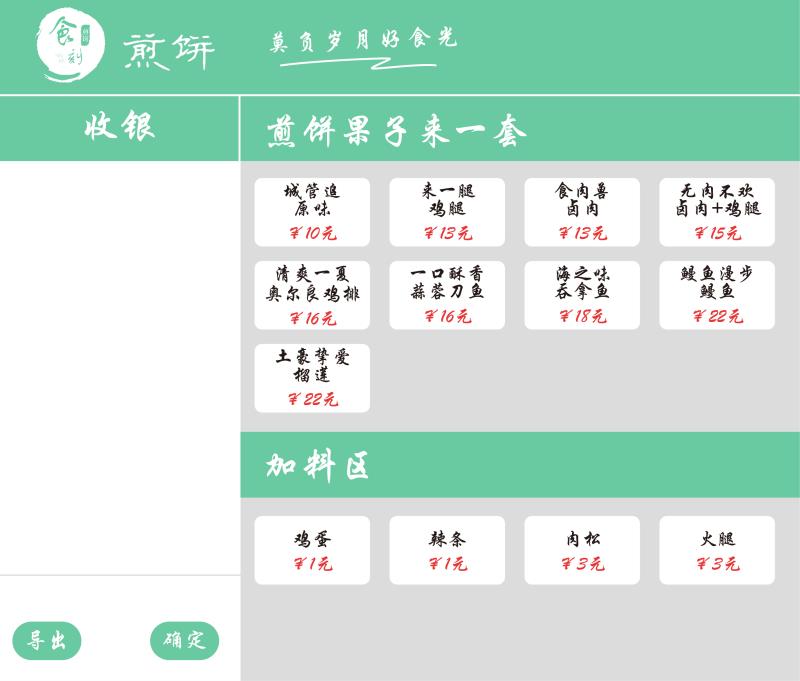 食刻
煎饼
煎饼
莫负岁月好食光
收银
煎饼果子来一套
城管追
原味
¥10元
来一腿
鸡腿
¥13元
食肉兽
卤肉
¥13元
无肉不欢
卤肉+鸡腿
¥15元
清爽一夏
奥尔良鸡排
¥16元
一口酥香
蒜蓉刀鱼
¥16元
海之味
吞拿鱼
¥18元
鳗鱼漫步
鳗鱼
¥22元
土豪挚爱
榴莲
¥22元
加料区
鸡蛋
¥1元
辣条
¥1元
肉松
¥3元
火腿
¥3元
导出
确定